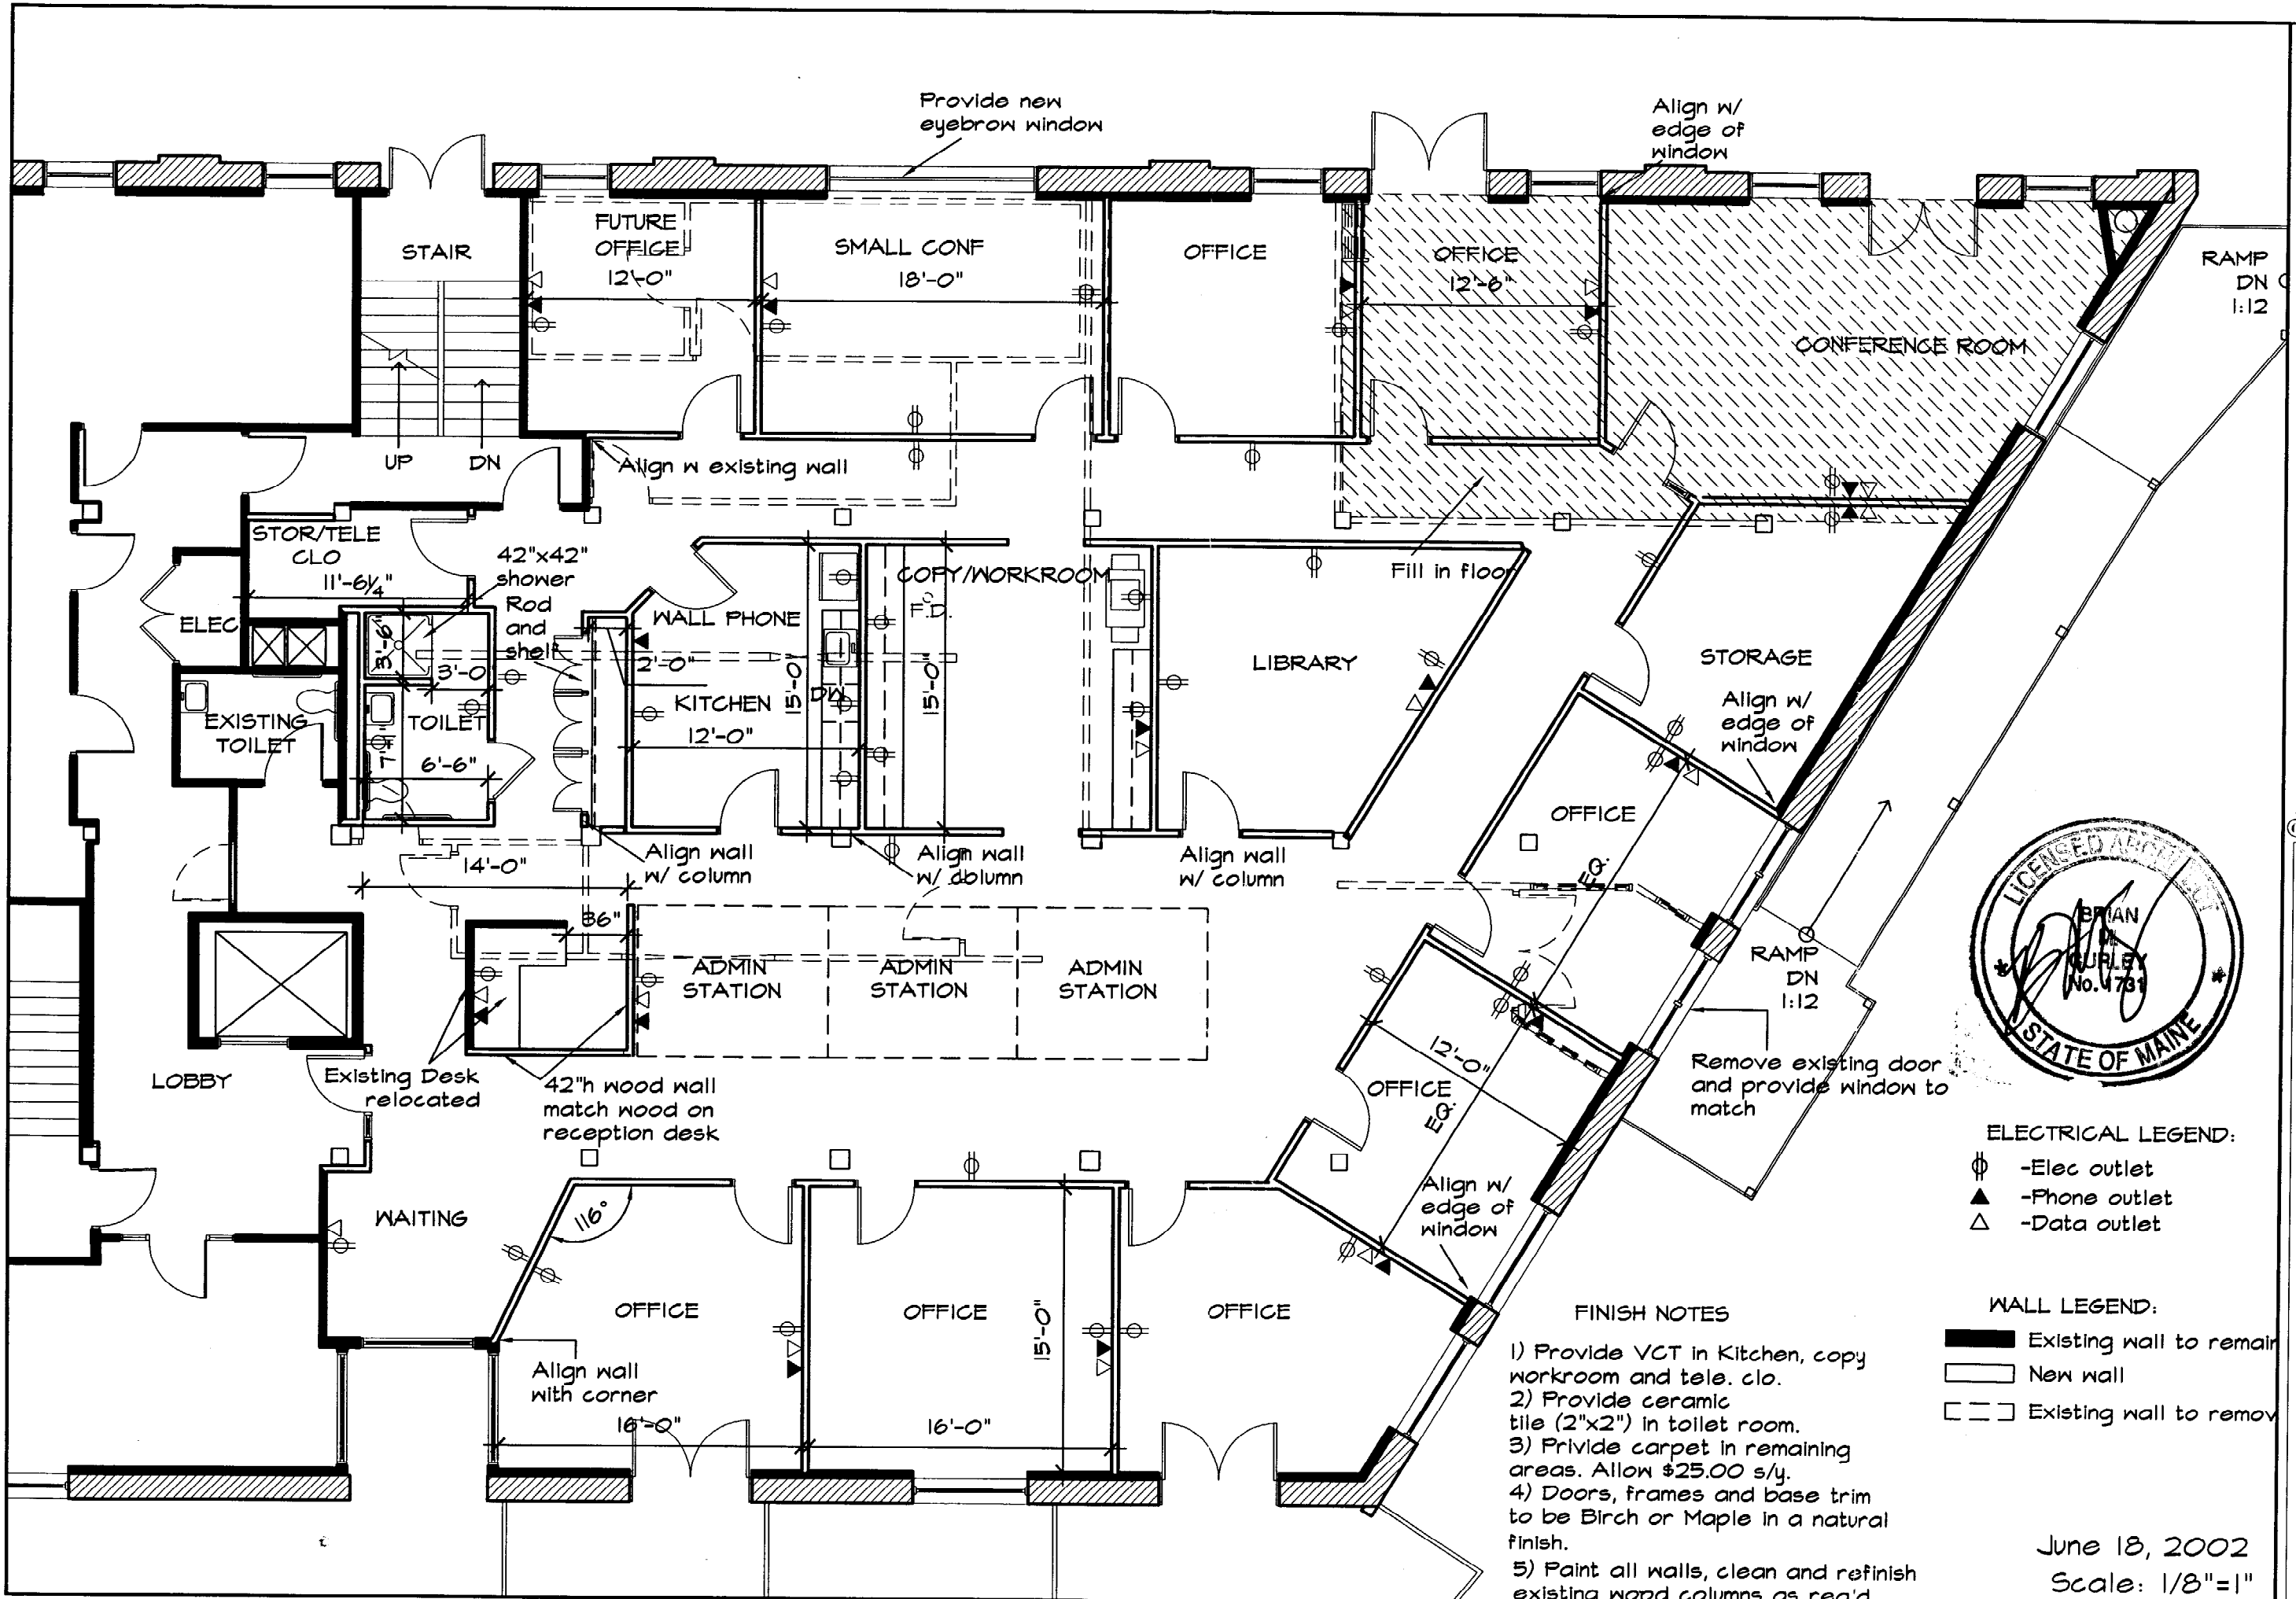 Provide new
eyebrow window
Align w/
edge of
window
STAIR
FUTURE
OFFICE
12'-0"
SMALL CONF
18'-0"
OFFICE
OFFICE
12'-6"
CONFERENCE ROOM
RAMP
DN
1:12
UP
DN
Align w existing wall
STOR/TELE
CLO
11'-6¼"
42"x42"
shower
Rod
and
shelf
ELEC
3'-6"
3'-0
WALL PHONE
2'-0"
KITCHEN
12'-0"
15'-0"
DW
COPY/WORKROOM
F.D.
15'-0"
Fill in floor
LIBRARY
STORAGE
Align w/
edge of
window
EXISTING
TOILET
TOILET
6'-6"
OFFICE
EQ.
14'-0"
Align wall
w/ column
Align wall
w/ column
Align wall
w/ column
36"
ADMIN
STATION
ADMIN
STATION
ADMIN
STATION
RAMP
DN
1:12
LICENSED ARCHITECT
BRIAN
M.
CURLEY
No. 1731
STATE OF MAINE
LOBBY
Existing Desk
relocated
42"h wood wall
match wood on
reception desk
12'-0"
OFFICE
EQ.
Remove existing door
and provide window to
match
ELECTRICAL LEGEND:
-Elec outlet
-Phone outlet
-Data outlet
WAITING
116°
Align w/
edge of
window
OFFICE
OFFICE
15'-0"
OFFICE
Align wall
with corner
16'-0"
16'-0"
FINISH NOTES
1) Provide VCT in Kitchen, copy
workroom and tele. clo.
2) Provide ceramic
tile (2"x2") in toilet room.
3) Privide carpet in remaining
areas. Allow $25.00 s/y.
4) Doors, frames and base trim
to be Birch or Maple in a natural
finish.
5) Paint all walls, clean and refinish
existing wood columns as req'd
WALL LEGEND:
Existing wall to remain
New wall
Existing wall to remov
June 18, 2002
Scale: 1/8"=1"